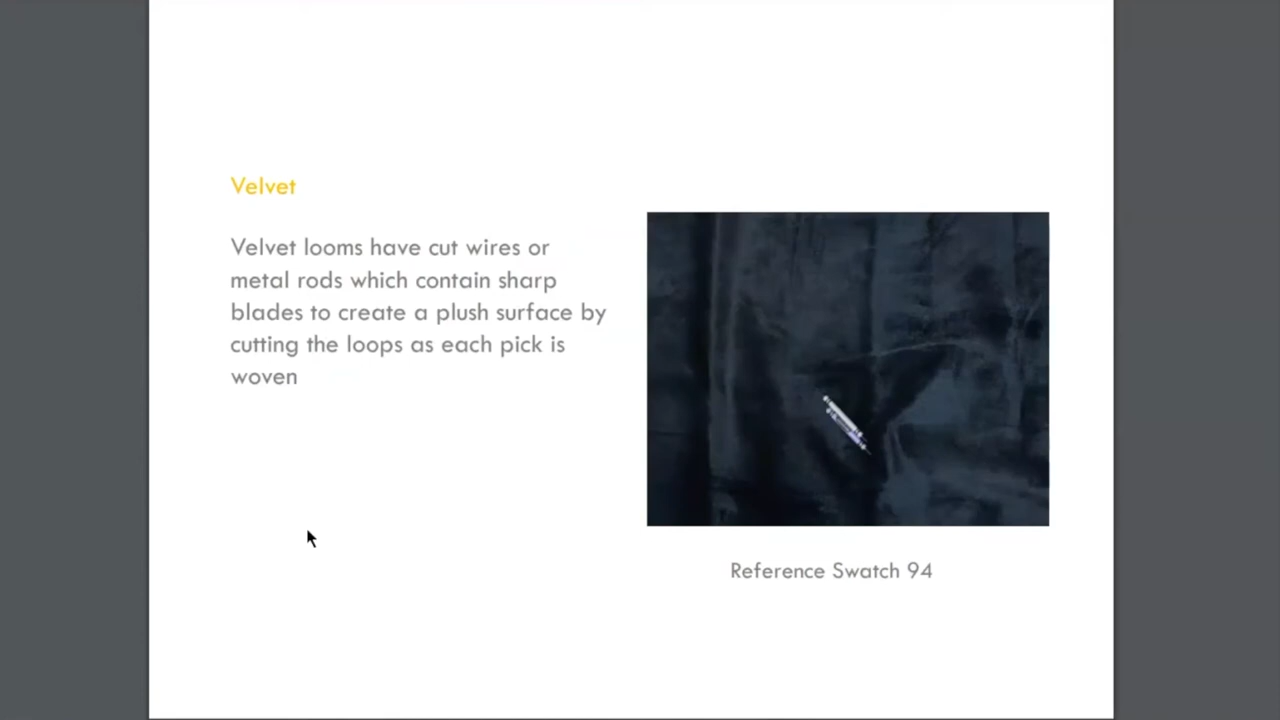 Velvet
Velvet looms have cut wires or
metal rods which contain sharp
blades to create a plush surface by
cutting the loops as each pick is
woven
Reference Swatch 94